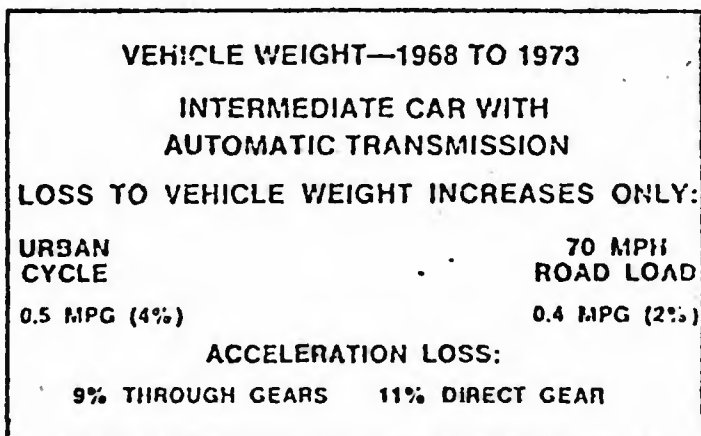 VEHICLE WEIGHT—1968 TO 1973
INTERMEDIATE CAR WITH
AUTOMATIC TRANSMISSION
LOSS TO VEHICLE WEIGHT INCREASES ONLY:
URBAN 70 MPH
CYCLE ROAD LOAD
0.5 MPG (4%) 0.4 MPG (2%)
ACCELERATION LOSS:
9% THROUGH GEARS 11% DIRECT GEAR